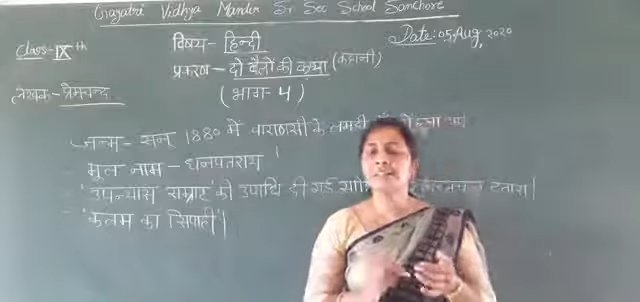 Gayatri Vidhya Mandir Sr Sec School Sanchore
Class-IXth
विषय- हिन्दी
Date: 05, Aug, 2020
प्रकरण- दो बैलों की कथा (कहानी)
लेखक- प्रेमचन्द
(भाग-4)
जन्म- सन् 1880 में वाराणसी के लमही
मूल नाम - धनपतराय
'उपन्यास सम्राट' की उपाधि दी गई
'कलम का सिपाही'।